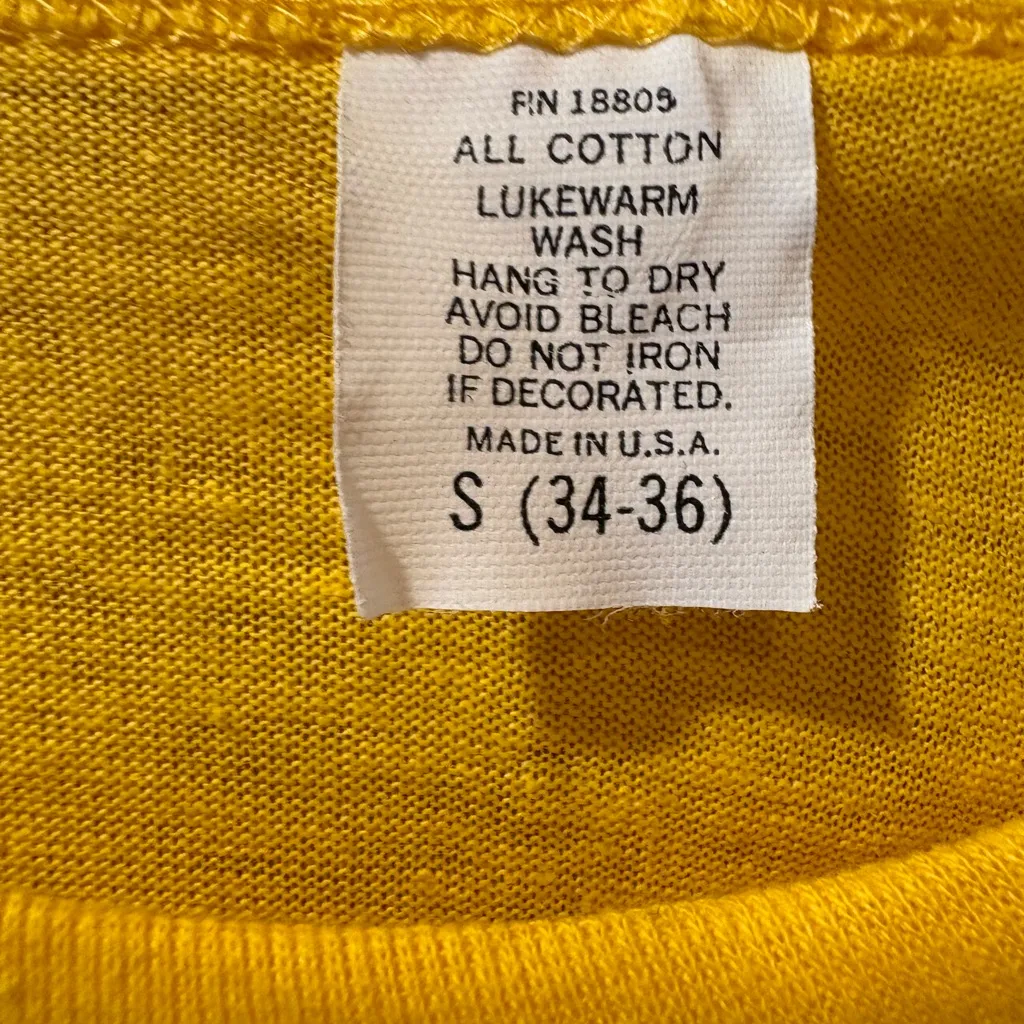 RN 18809
ALL COTTON
LUKEWARM
WASH
HANG TO DRY
AVOID BLEACH
DO NOT IRON
IF DECORATED.
MADE IN U.S.A.
S (34-36)